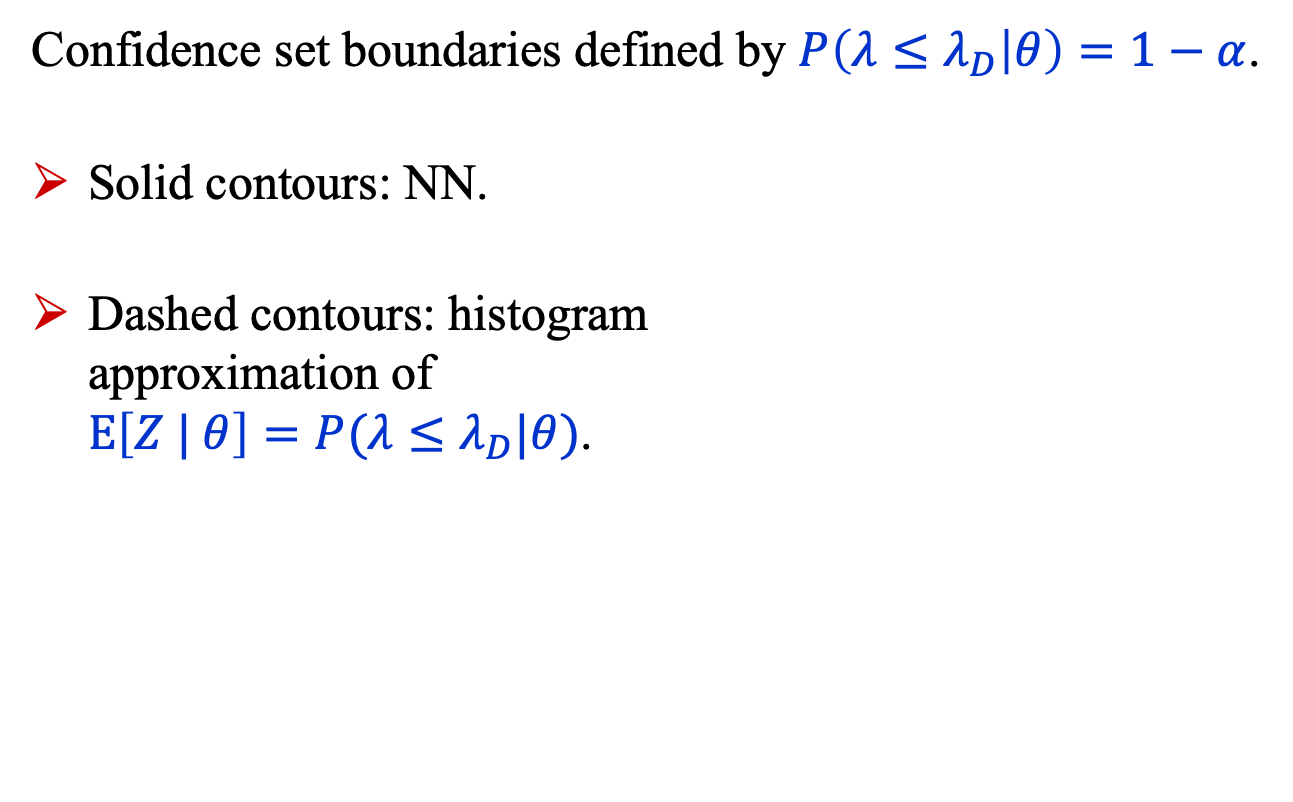 Confidence set boundaries defined by P(λ ≤ λ_D|θ) = 1 − α.
➢ Solid contours: NN.
➢ Dashed contours: histogram
approximation of
E[Z | θ] = P(λ ≤ λ_D|θ).